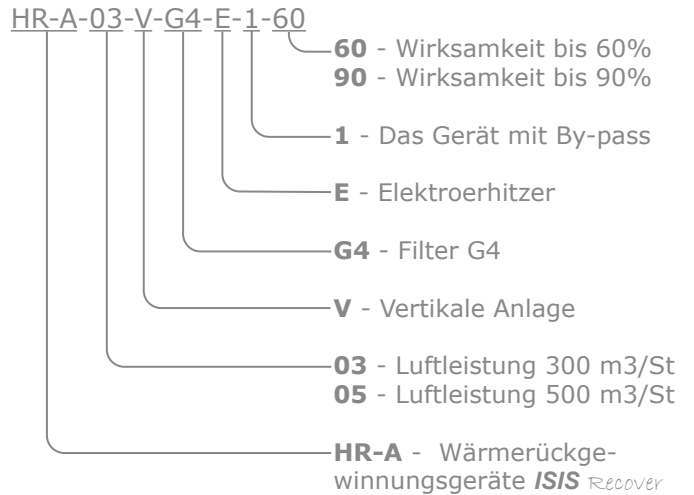 HR-A-03-V-G4-E-1-60
60 - Wirksamkeit bis 60%
90 - Wirksamkeit bis 90%
1 - Das Gerät mit By-pass
E - Elektroerhitzer
G4 - Filter G4
V - Vertikale Anlage
03 - Luftleistung 300 m3/St
05 - Luftleistung 500 m3/St
HR-A - Wärmerückge-
winnungsgeräte ISIS Recover